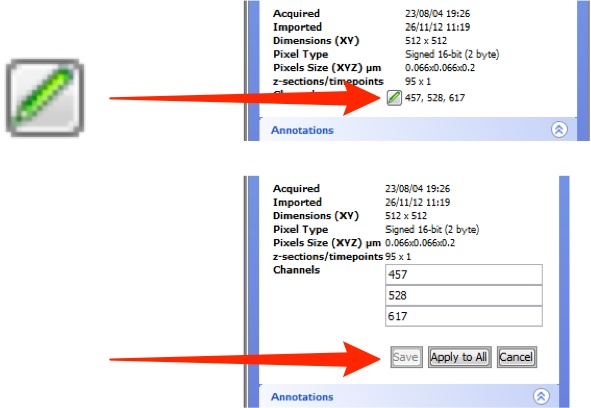 Acquired 23/08/04 19:26
Imported 26/11/12 11:19
Dimensions (XY) 512 x 512
Pixel Type Signed 16-bit (2 byte)
Pixels Size (XYZ) µm 0.066x0.066x0.2
z-sections/timepoints 95 x 1
457, 528, 617
Annotations
Acquired 23/08/04 19:26
Imported 26/11/12 11:19
Dimensions (XY) 512 x 512
Pixel Type Signed 16-bit (2 byte)
Pixels Size (XYZ) µm 0.066x0.066x0.2
z-sections/timepoints 95 x 1
Channels 457
528
617
Save Apply to All Cancel
Annotations